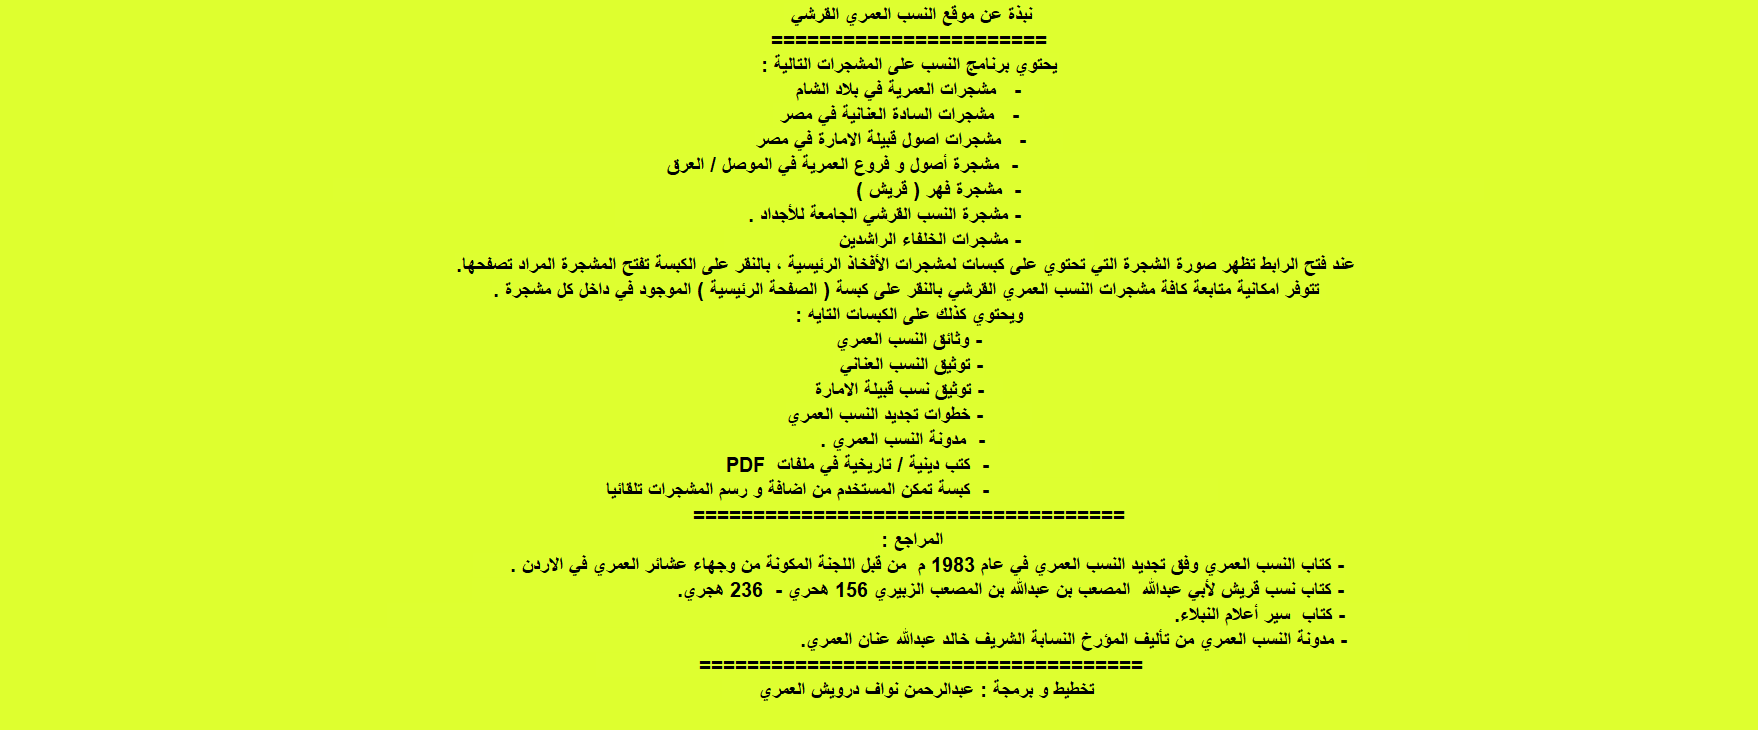 نبذة عن موقع النسب العمري القرشي
=======================
يحتوي برنامج النسب على المشجرات التالية :
- مشجرات العمرية في بلاد الشام
- مشجرات السادة العنانية في مصر
- مشجرات اصول قبيلة الامارة في مصر
- مشجرة أصول و فروع العمرية في الموصل / العرق
- مشجرة فهر ( قريش )
- مشجرة النسب القرشي الجامعة للأجداد .
- مشجرات الخلفاء الراشدين
عند فتح الرابط تظهر صورة الشجرة التي تحتوي على كبسات لمشجرات الأفخاذ الرئيسية ، بالنقر على الكبسة تفتح المشجرة المراد تصفحها.
تتوفر امكانية متابعة كافة مشجرات النسب العمري القرشي بالنقر على كبسة ( الصفحة الرئيسية ) الموجود في داخل كل مشجرة .
ويحتوي كذلك على الكبسات التايه :
- وثائق النسب العمري
- توثيق النسب العناني
- توثيق نسب قبيلة الامارة
- خطوات تجديد النسب العمري
- مدونة النسب العمري .
- كتب دينية / تاريخية في ملفات PDF
- كبسة تمكن المستخدم من اضافة و رسم المشجرات تلقائيا
====================================
المراجع :
- كتاب النسب العمري وفق تجديد النسب العمري في عام 1983 م من قبل اللجنة المكونة من وجهاء عشائر العمري في الاردن .
- كتاب نسب قريش لأبي عبدالله المصعب بن عبدالله بن المصعب الزبيري 156 هحري - 236 هجري.
- كتاب سير أعلام النبلاء.
- مدونة النسب العمري من تأليف المؤرخ النسابة الشريف خالد عبدالله عنان العمري.
=====================================
تخطيط و برمجة : عبدالرحمن نواف درويش العمري